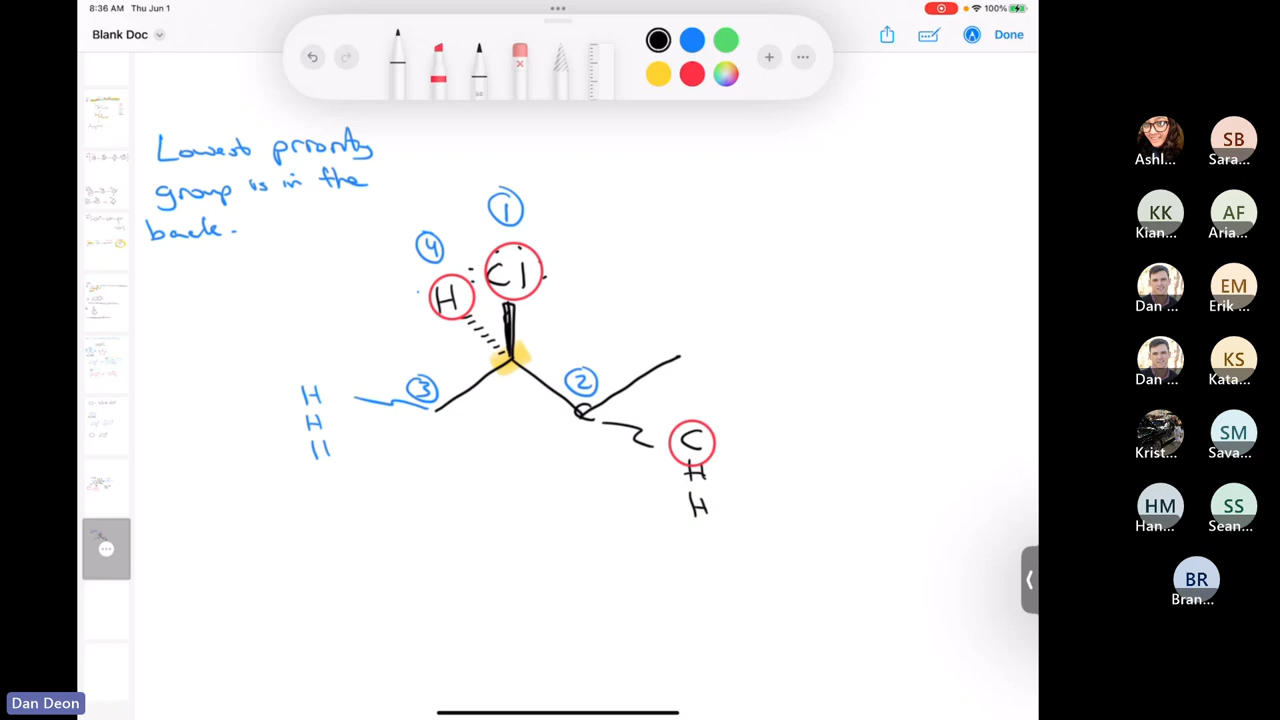 8:36 AM Thu Jun 1
100%
Blank Doc
Done
Lowest priority
group is in the
back.
1
4
Cl
H
3
2
H
H
H
C
C
H
H
Ashl...
SB
Sara...
KK
Kian...
AF
Aria...
Dan ...
EM
Erik ...
Dan ...
KS
Kata...
Krist...
SM
Sava...
HM
Han...
SS
Sean...
BR
Bran...
Dan Deon